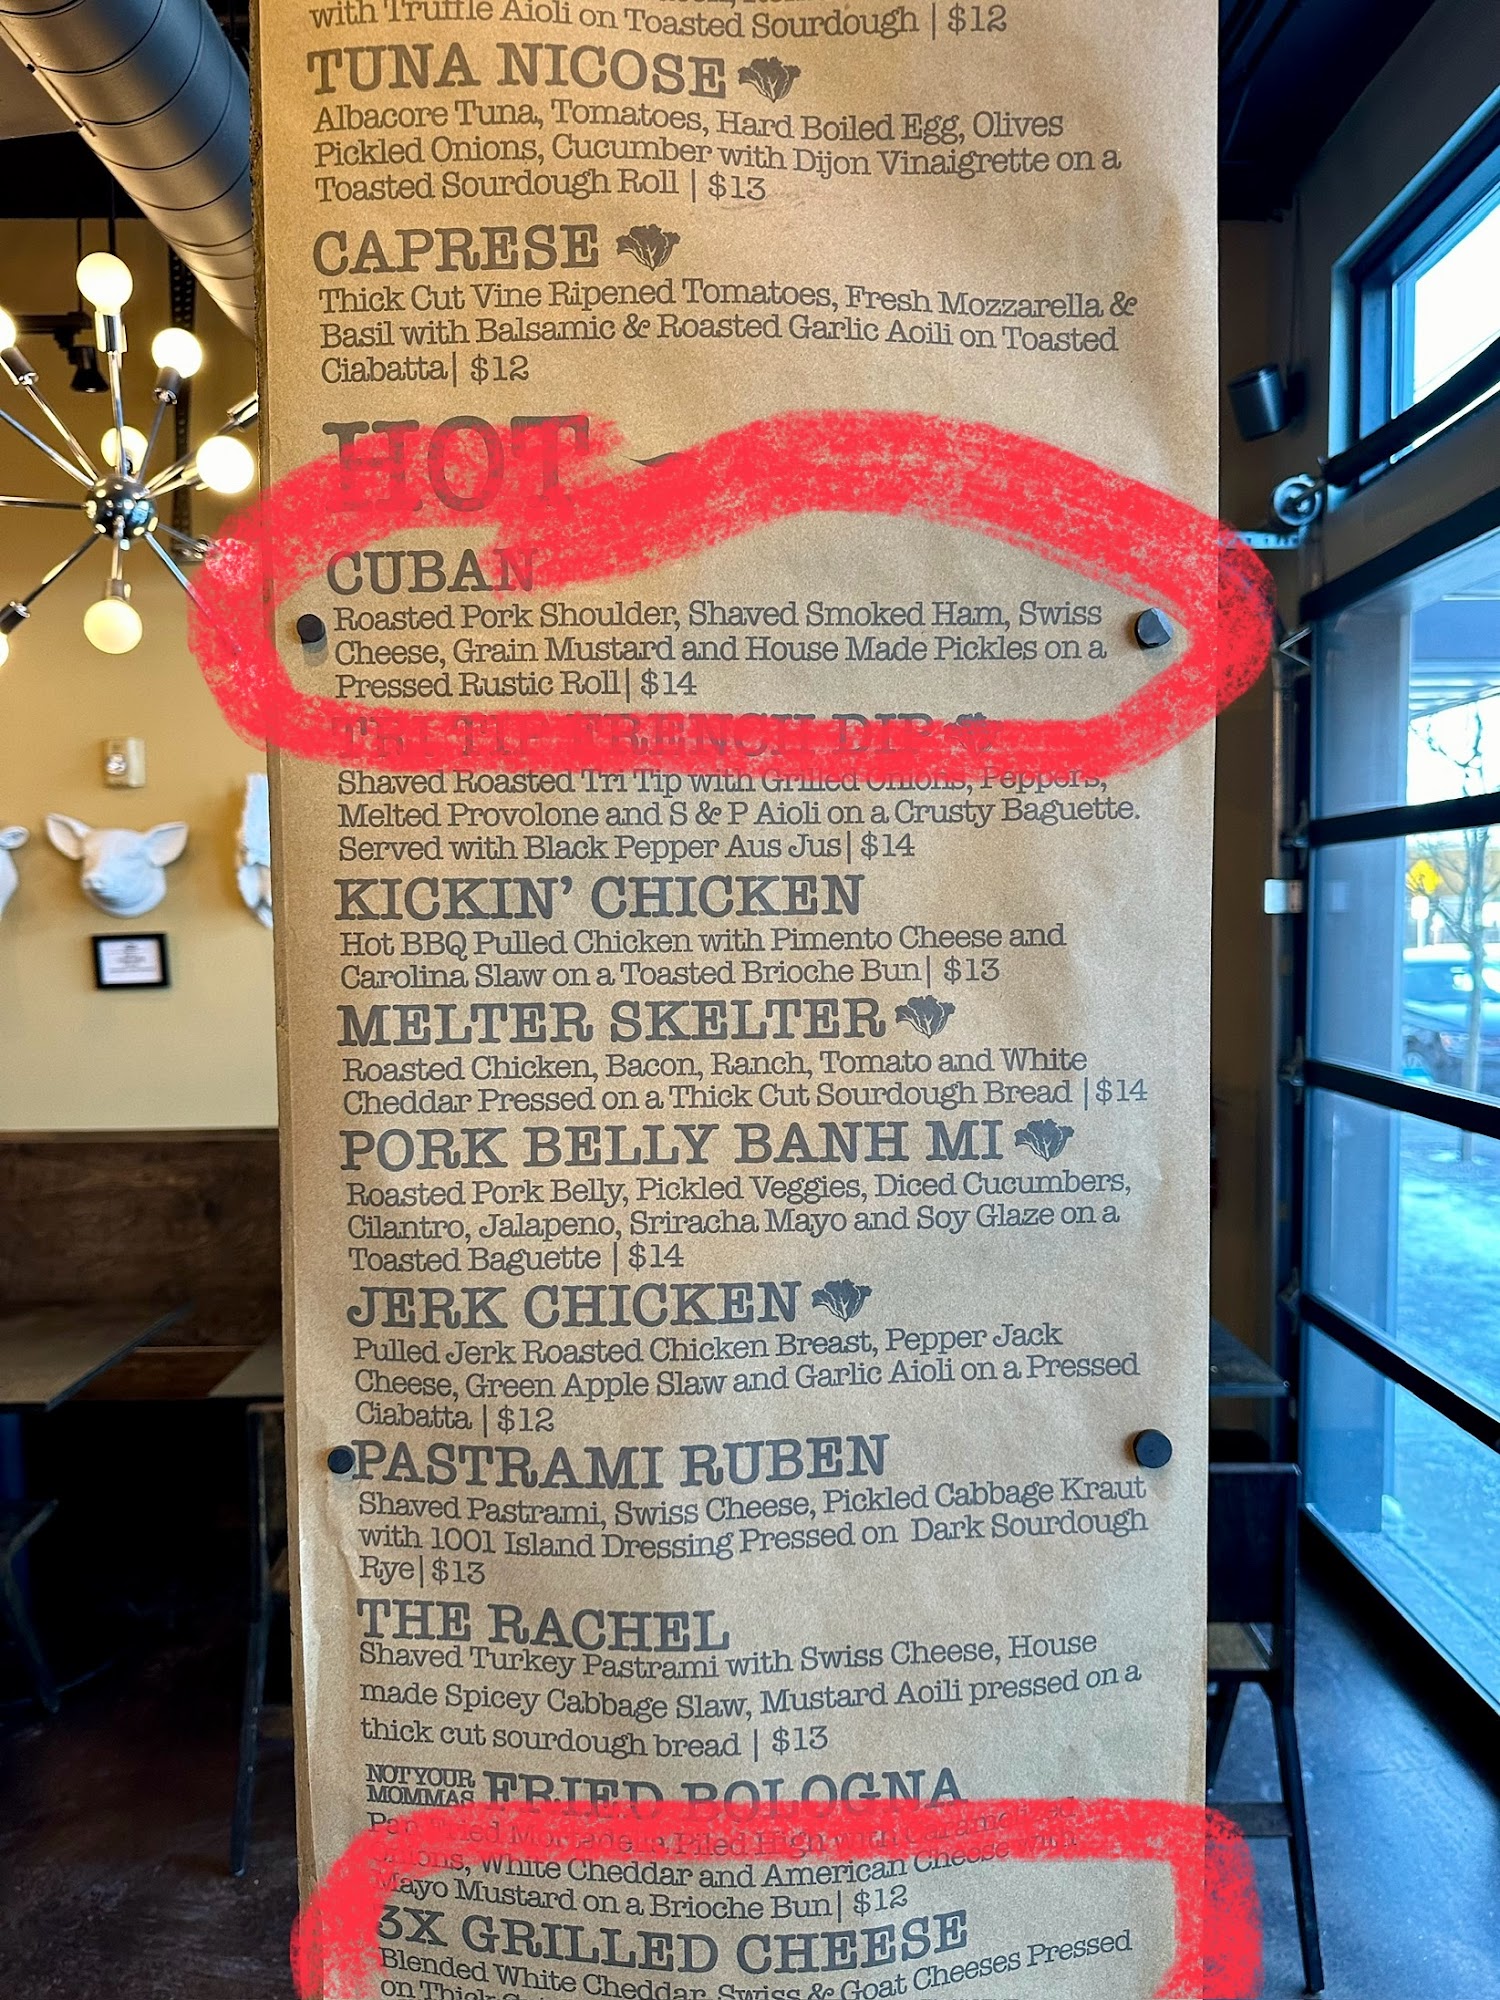 with Truffle Aioli on Toasted Sourdough | $12
TUNA NICOSE
Albacore Tuna, Tomatoes, Hard Boiled Egg, Olives
Pickled Onions, Cucumber with Dijon Vinaigrette on a
Toasted Sourdough Roll | $13
CAPRESE
Thick Cut Vine Ripened Tomatoes, Fresh Mozzarella &
Basil with Balsamic & Roasted Garlic Aoili on Toasted
Ciabatta| $12
HOT
CUBAN
Roasted Pork Shoulder, Shaved Smoked Ham, Swiss
Cheese, Grain Mustard and House Made Pickles on a
Pressed Rustic Roll| $14
TRI TIP FRENCH DIP
Shaved Roasted Tri Tip with Grilled Onions, Peppers,
Melted Provolone and S & P Aioli on a Crusty Baguette.
Served with Black Pepper Aus Jus| $14
KICKIN' CHICKEN
Hot BBQ Pulled Chicken with Pimento Cheese and
Carolina Slaw on a Toasted Brioche Bun| $13
MELTER SKELTER
Roasted Chicken, Bacon, Ranch, Tomato and White
Cheddar Pressed on a Thick Cut Sourdough Bread | $14
PORK BELLY BANH MI
Roasted Pork Belly, Pickled Veggies, Diced Cucumbers,
Cilantro, Jalapeno, Sriracha Mayo and Soy Glaze on a
Toasted Baguette | $14
JERK CHICKEN
Pulled Jerk Roasted Chicken Breast, Pepper Jack
Cheese, Green Apple Slaw and Garlic Aioli on a Pressed
Ciabatta | $12
PASTRAMI RUBEN
Shaved Pastrami, Swiss Cheese, Pickled Cabbage Kraut
with 1001 Island Dressing Pressed on Dark Sourdough
Rye| $13
THE RACHEL
Shaved Turkey Pastrami with Swiss Cheese, House
made Spicey Cabbage Slaw, Mustard Aoili pressed on a
thick cut sourdough bread | $13
NOT YOUR MOMMAS FRIED BOLOGNA
Pan Fried Mortadella Piled High with Caramelized
Onions, White Cheddar and American Cheese with
Mayo Mustard on a Brioche Bun| $12
3X GRILLED CHEESE
Blended White Cheddar, Swiss & Goat Cheeses Pressed
on Thick